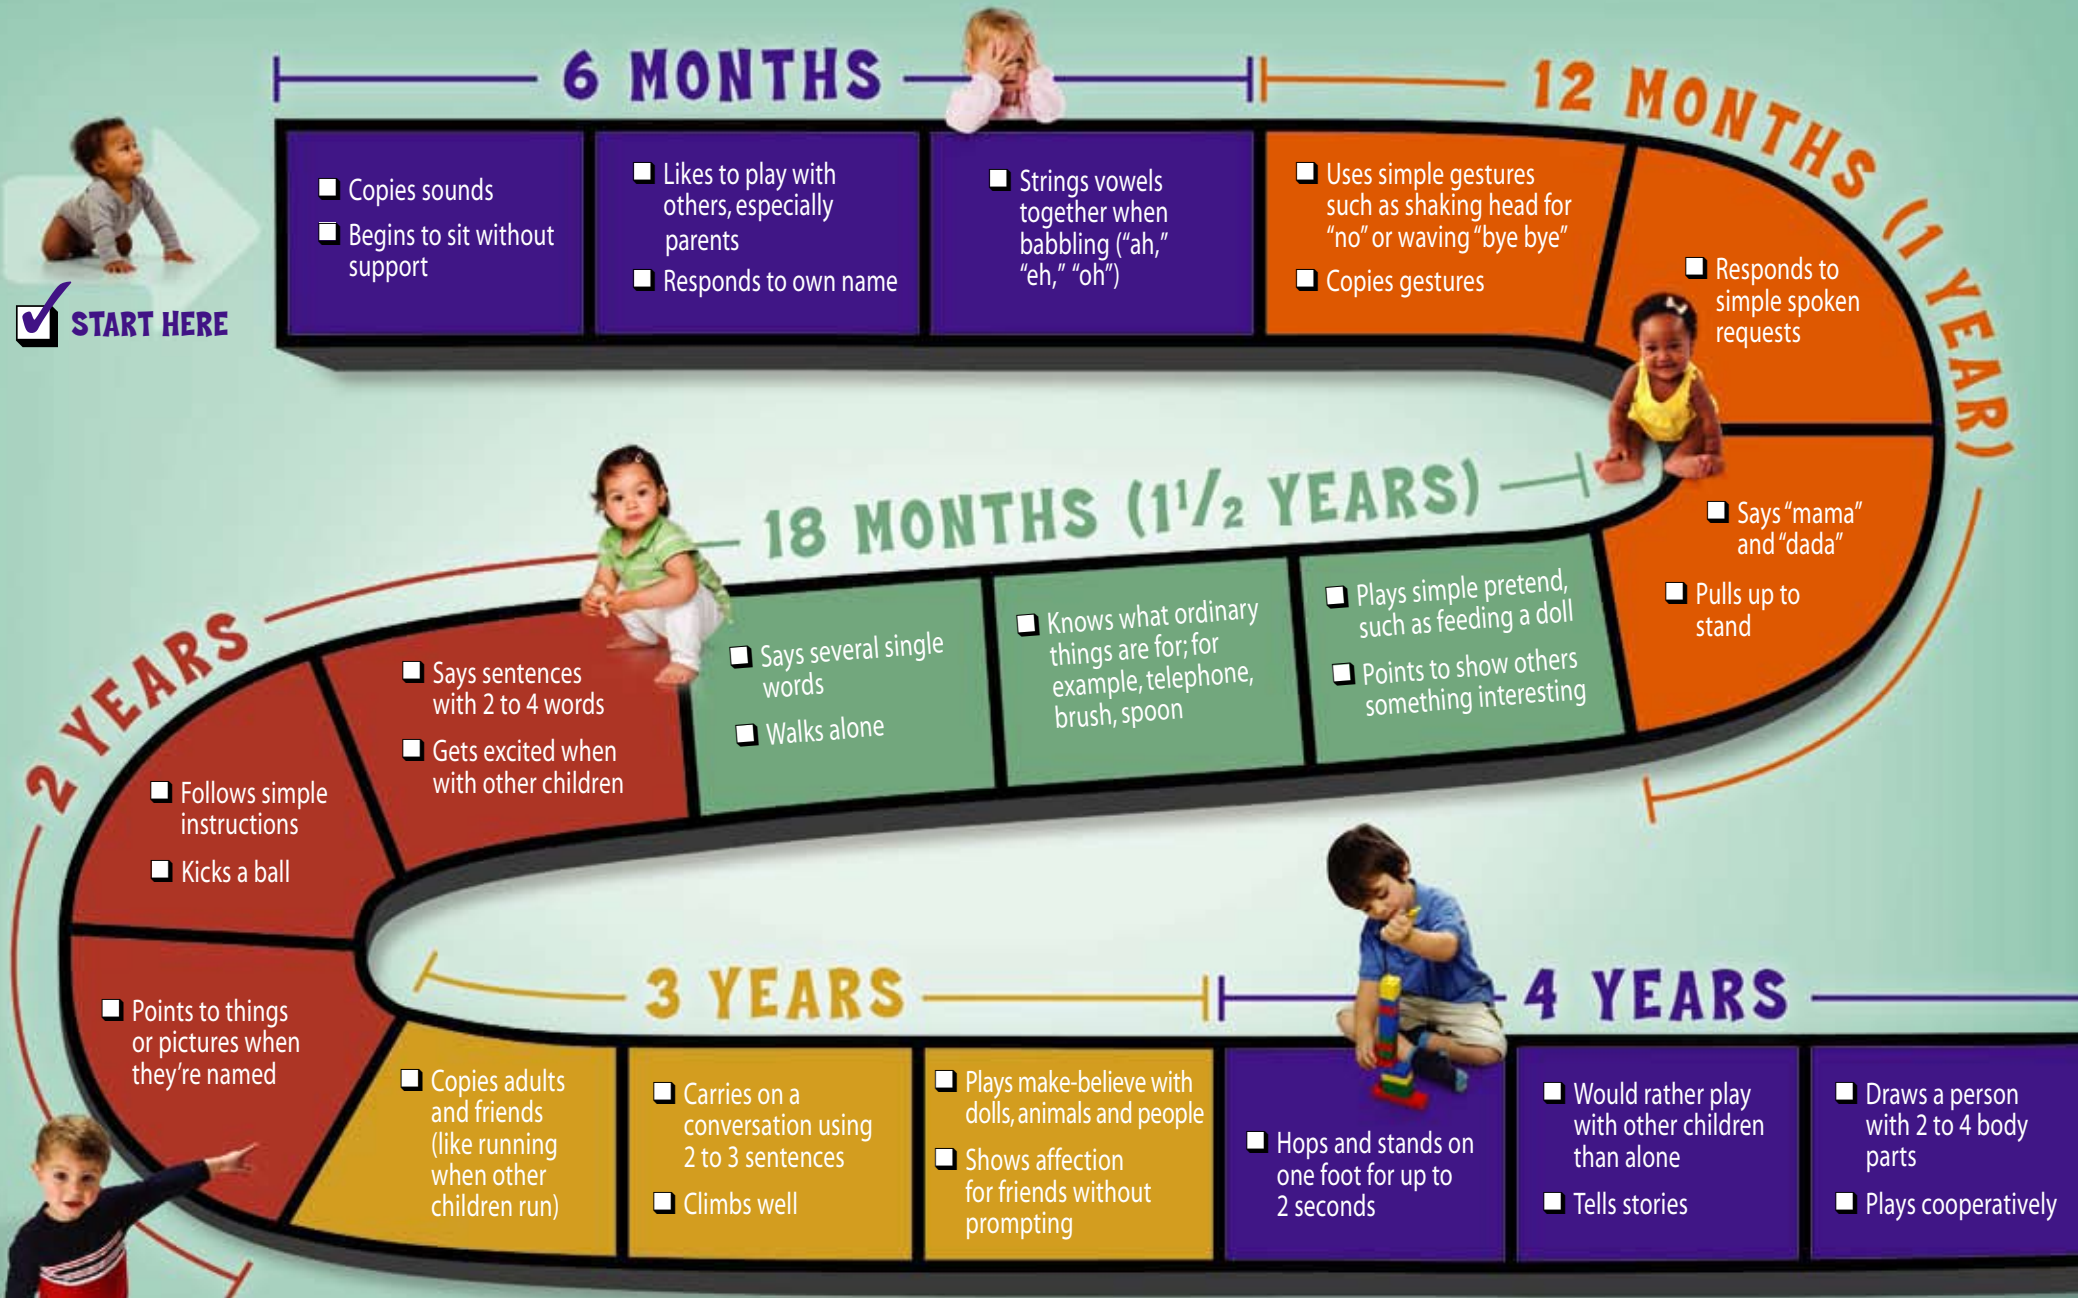 START HERE
6 MONTHS
Copies sounds
Begins to sit without
support
Likes to play with
others, especially
parents
Responds to own name
Strings vowels
together when
babbling (“ah,”
“eh,” “oh”)
12 MONTHS (1 YEAR)
Uses simple gestures
such as shaking head for
“no” or waving “bye bye”
Copies gestures
Responds to
simple spoken
requests
Says “mama”
and “dada”
Pulls up to
stand
18 MONTHS (1 1/2 YEARS)
Plays simple pretend,
such as feeding a doll
Points to show others
something interesting
Knows what ordinary
things are for; for
example, telephone,
brush, spoon
Says several single
words
Walks alone
2 YEARS
Says sentences
with 2 to 4 words
Gets excited when
with other children
Follows simple
instructions
Kicks a ball
Points to things
or pictures when
they’re named
3 YEARS
Copies adults
and friends
(like running
when other
children run)
Carries on a
conversation using
2 to 3 sentences
Climbs well
Plays make-believe with
dolls, animals and people
Shows affection
for friends without
prompting
4 YEARS
Hops and stands on
one foot for up to
2 seconds
Would rather play
with other children
than alone
Tells stories
Draws a person
with 2 to 4 body
parts
Plays cooperatively